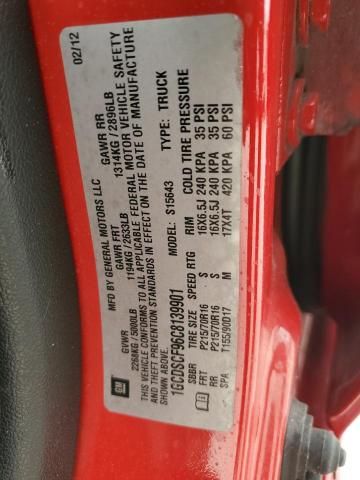 MFD BY GENERAL MOTORS LLC 02/12
GVWR GAWR FRT GAWR RR
2268KG / 5000LB 1194KG / 2633LB 1314KG / 2896LB
THIS VEHICLE CONFORMS TO ALL APPLICABLE FEDERAL MOTOR VEHICLE SAFETY
AND THEFT PREVENTION STANDARDS IN EFFECT ON THE DATE OF MANUFACTURE
SHOWN ABOVE.
1GCDSCF96C8139901 MODEL: S15643 TYPE: TRUCK
TIRE SIZE SPEED RTG RIM COLD TIRE PRESSURE
FRT P215/70R16 S 16X6.5J 240 KPA 35 PSI
RR P215/70R16 S 16X6.5J 240 KPA 35 PSI
SPA T155/90D17 M 17X4T 420 KPA 60 PSI
GM